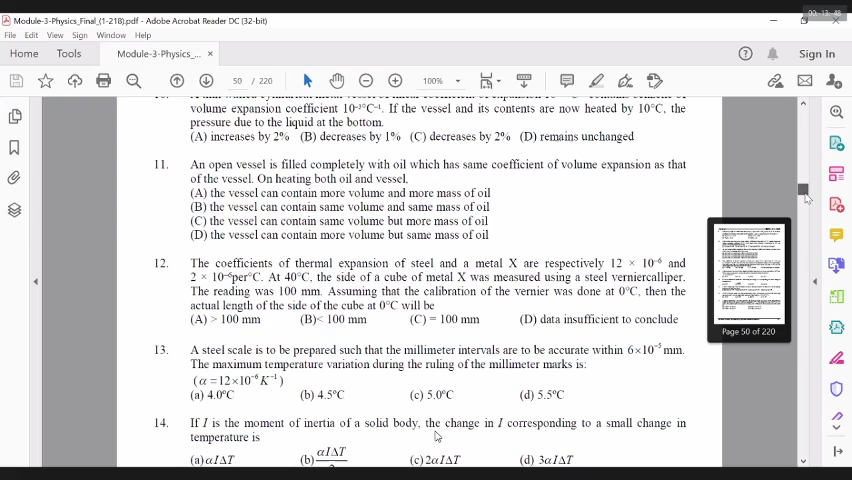 00:-13:-48
Module-3-Physics_Final_(1-218).pdf - Adobe Acrobat Reader DC (32-bit)
File Edit View Sign Window Help
Home Tools Module-3-Physics_... × Sign In
50 / 220 100%
volume expansion coefficient 10⁻³°C⁻¹. If the vessel and its contents are now heated by 10°C, the
pressure due to the liquid at the bottom.
(A) increases by 2% (B) decreases by 1% (C) decreases by 2% (D) remains unchanged
11. An open vessel is filled completely with oil which has same coefficient of volume expansion as that
of the vessel. On heating both oil and vessel,
(A) the vessel can contain more volume and more mass of oil
(B) the vessel can contain same volume and same mass of oil
(C) the vessel can contain same volume but more mass of oil
(D) the vessel can contain more volume but same mass of oil
12. The coefficients of thermal expansion of steel and a metal X are respectively 12 × 10⁻⁶ and
2 × 10⁻⁶per°C. At 40°C, the side of a cube of metal X was measured using a steel verniercalliper.
The reading was 100 mm. Assuming that the calibration of the vernier was done at 0°C, then the
actual length of the side of the cube at 0°C will be
(A) > 100 mm (B)< 100 mm (C) = 100 mm (D) data insufficient to conclude
13. A steel scale is to be prepared such that the millimeter intervals are to be accurate within 6×10⁻⁵ mm.
The maximum temperature variation during the ruling of the millimeter marks is:
(α =12×10⁻⁶ K⁻¹)
(a) 4.0ºC (b) 4.5ºC (c) 5.0ºC (d) 5.5ºC
14. If I is the moment of inertia of a solid body, the change in I corresponding to a small change in
temperature is
(a) αIΔT (b) αIΔT (c) 2αIΔT (d) 3αIΔT
Page 50 of 220